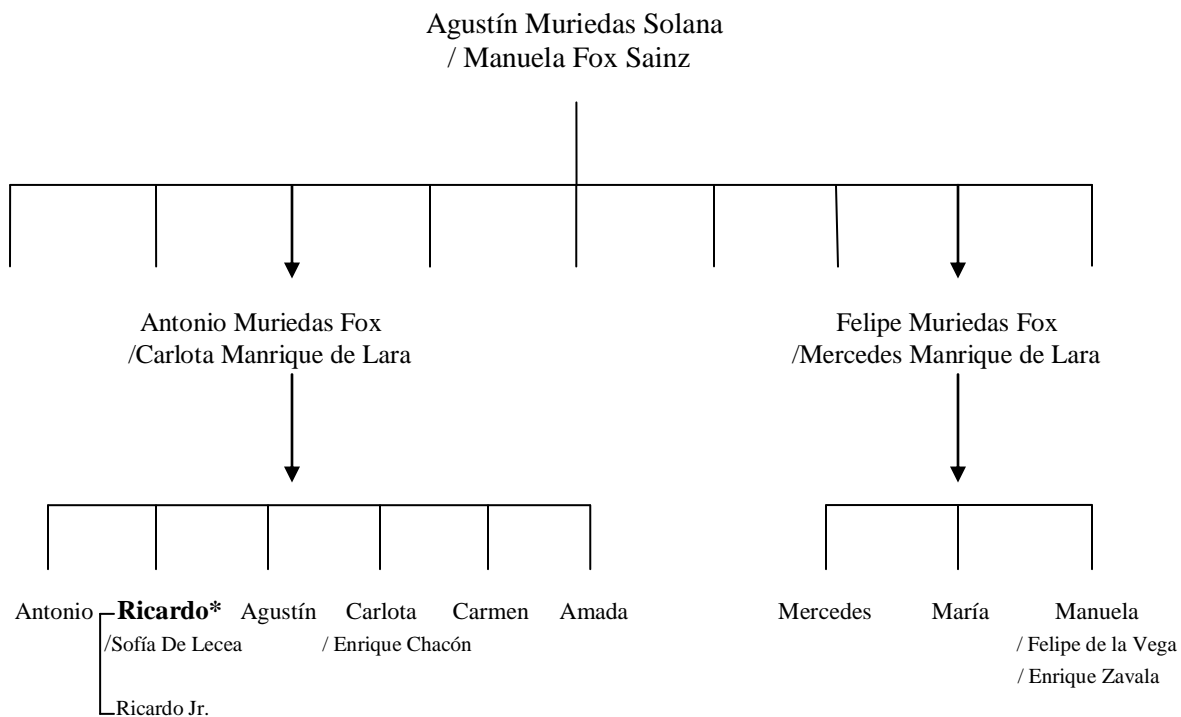 Agustín Muriedas Solana
/ Manuela Fox Sainz
Antonio Muriedas Fox
/Carlota Manrique de Lara
Felipe Muriedas Fox
/Mercedes Manrique de Lara
Antonio Ricardo* Agustín Carlota Carmen Amada Mercedes María Manuela
/Sofía De Lecea / Enrique Chacón / Felipe de la Vega
/ Enrique Zavala
Ricardo Jr.